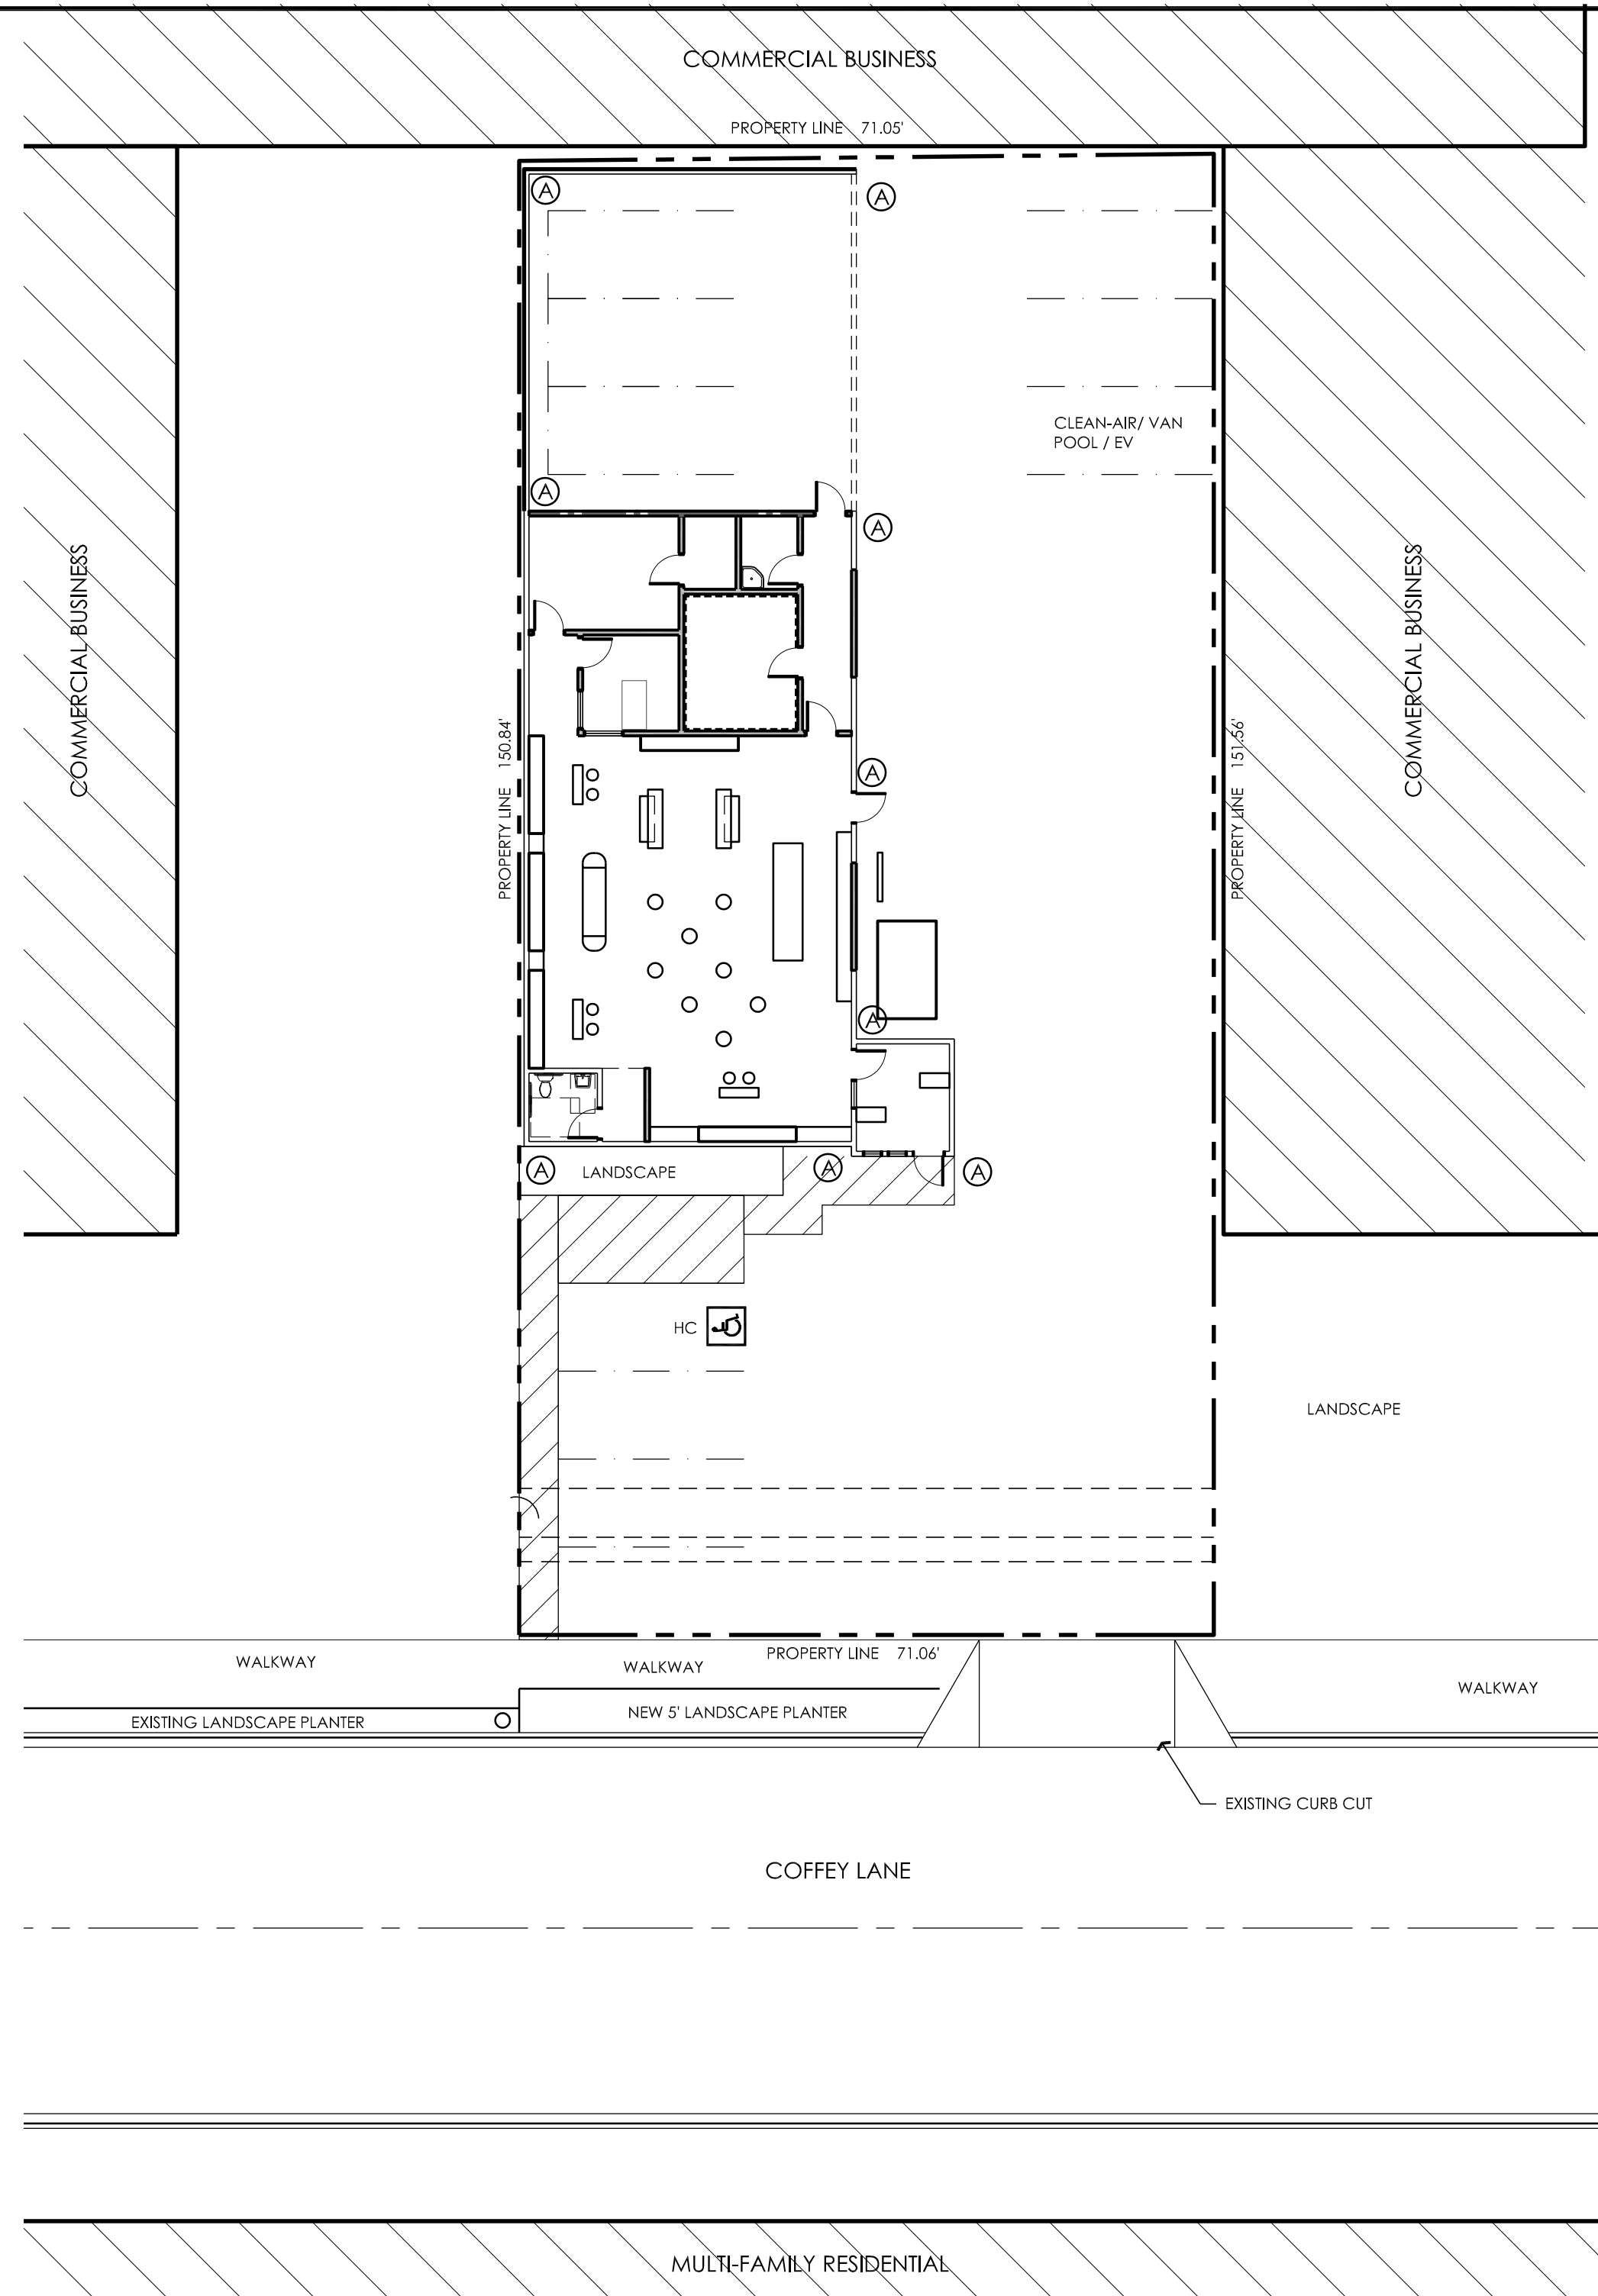 COMMERCIAL BUSINESS
PROPERTY LINE 71.05'
A
A
CLEAN-AIR/ VAN
POOL / EV
A
A
COMMERCIAL BUSINESS
COMMERCIAL BUSINESS
PROPERTY LINE 150.84'
PROPERTY LINE 151.56'
A
A
A
LANDSCAPE
A
A
HC
LANDSCAPE
PROPERTY LINE 71.06'
WALKWAY
WALKWAY
WALKWAY
NEW 5' LANDSCAPE PLANTER
EXISTING LANDSCAPE PLANTER
EXISTING CURB CUT
COFFEY LANE
MULTI-FAMILY RESIDENTIAL